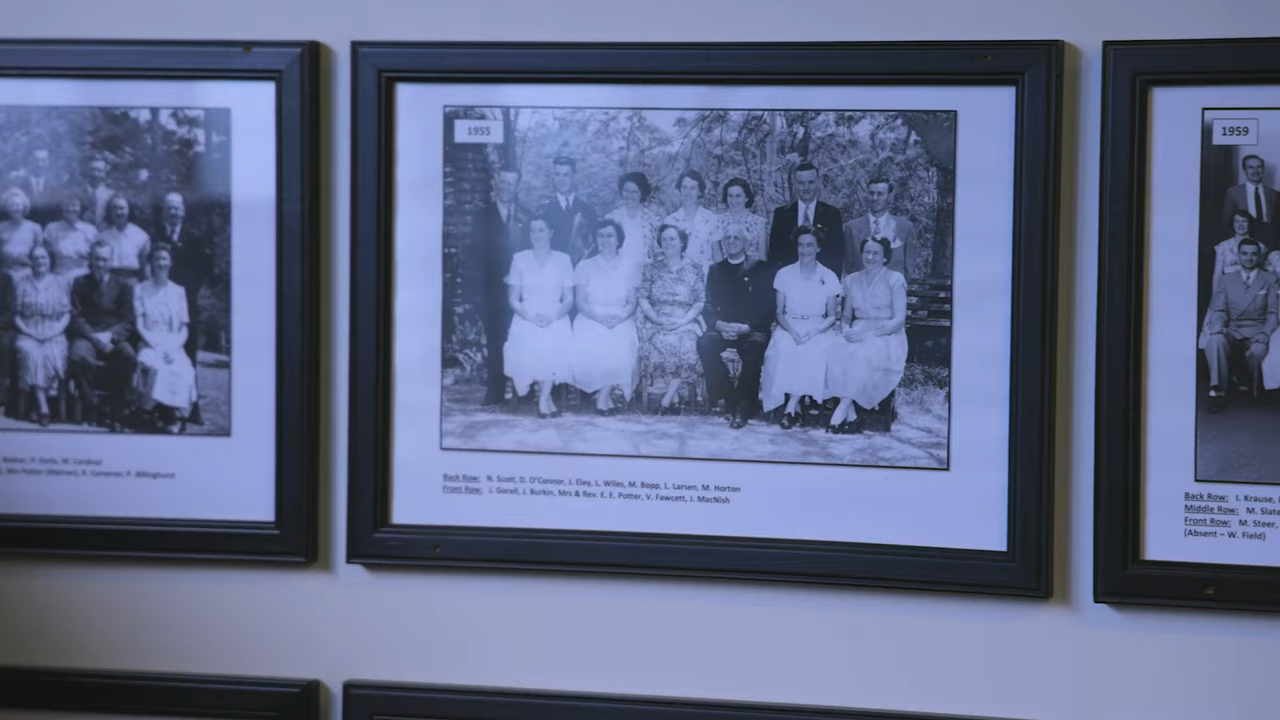 1955
Back Row: N. Scott, D. O'Connor, J. Eley, L. Wiles, M. Bopp, L. Larsen, M. Horton
Front Row: J. Gorell, J. Burkin, Mrs & Rev. E. E. Potter, V. Fawcett, J. MacNish
1959
Back Row: I. Krause,
Middle Row: M. Slate
Front Row: M. Steer,
(Absent – W. Field)